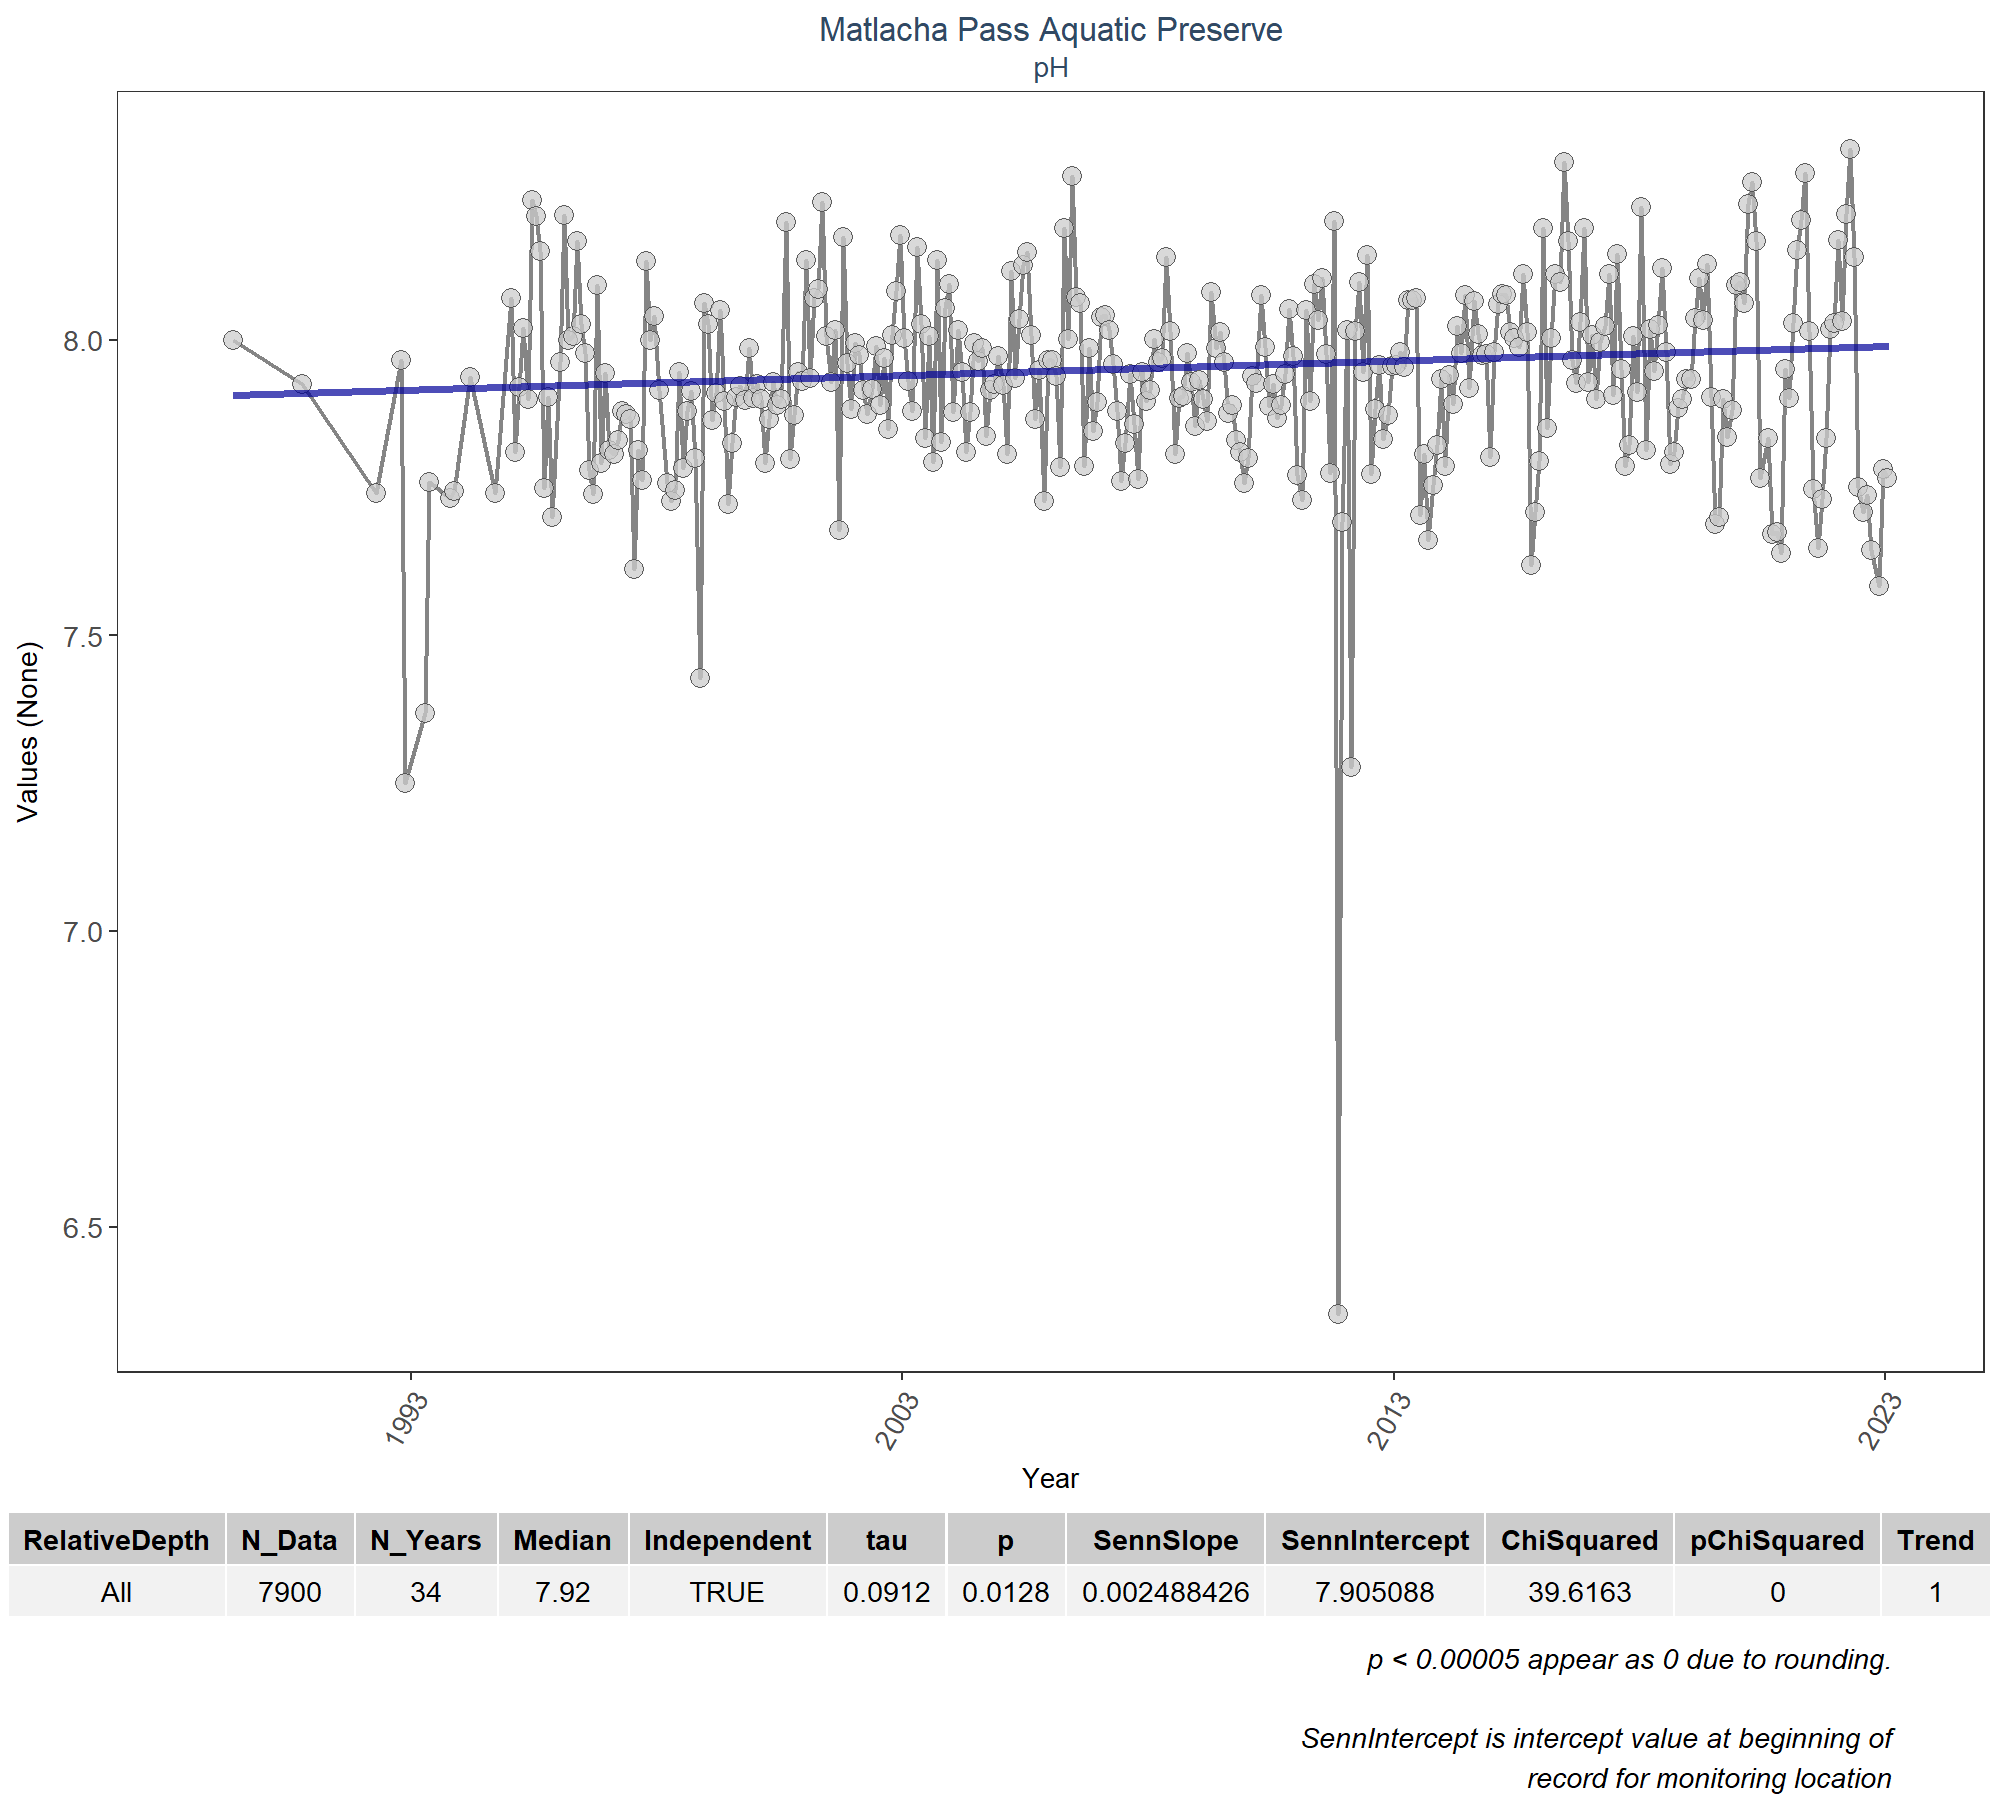 Matlacha Pass Aquatic Preserve
pH
Values (None)
8.0
7.5
7.0
6.5
1993
2003
2013
2023
Year
RelativeDepth N_Data N_Years Median Independent tau p SennSlope SennIntercept ChiSquared pChiSquared Trend
All 7900 34 7.92 TRUE 0.0912 0.0128 0.002488426 7.905088 39.6163 0 1
p < 0.00005 appear as 0 due to rounding.
SennIntercept is intercept value at beginning of
record for monitoring location